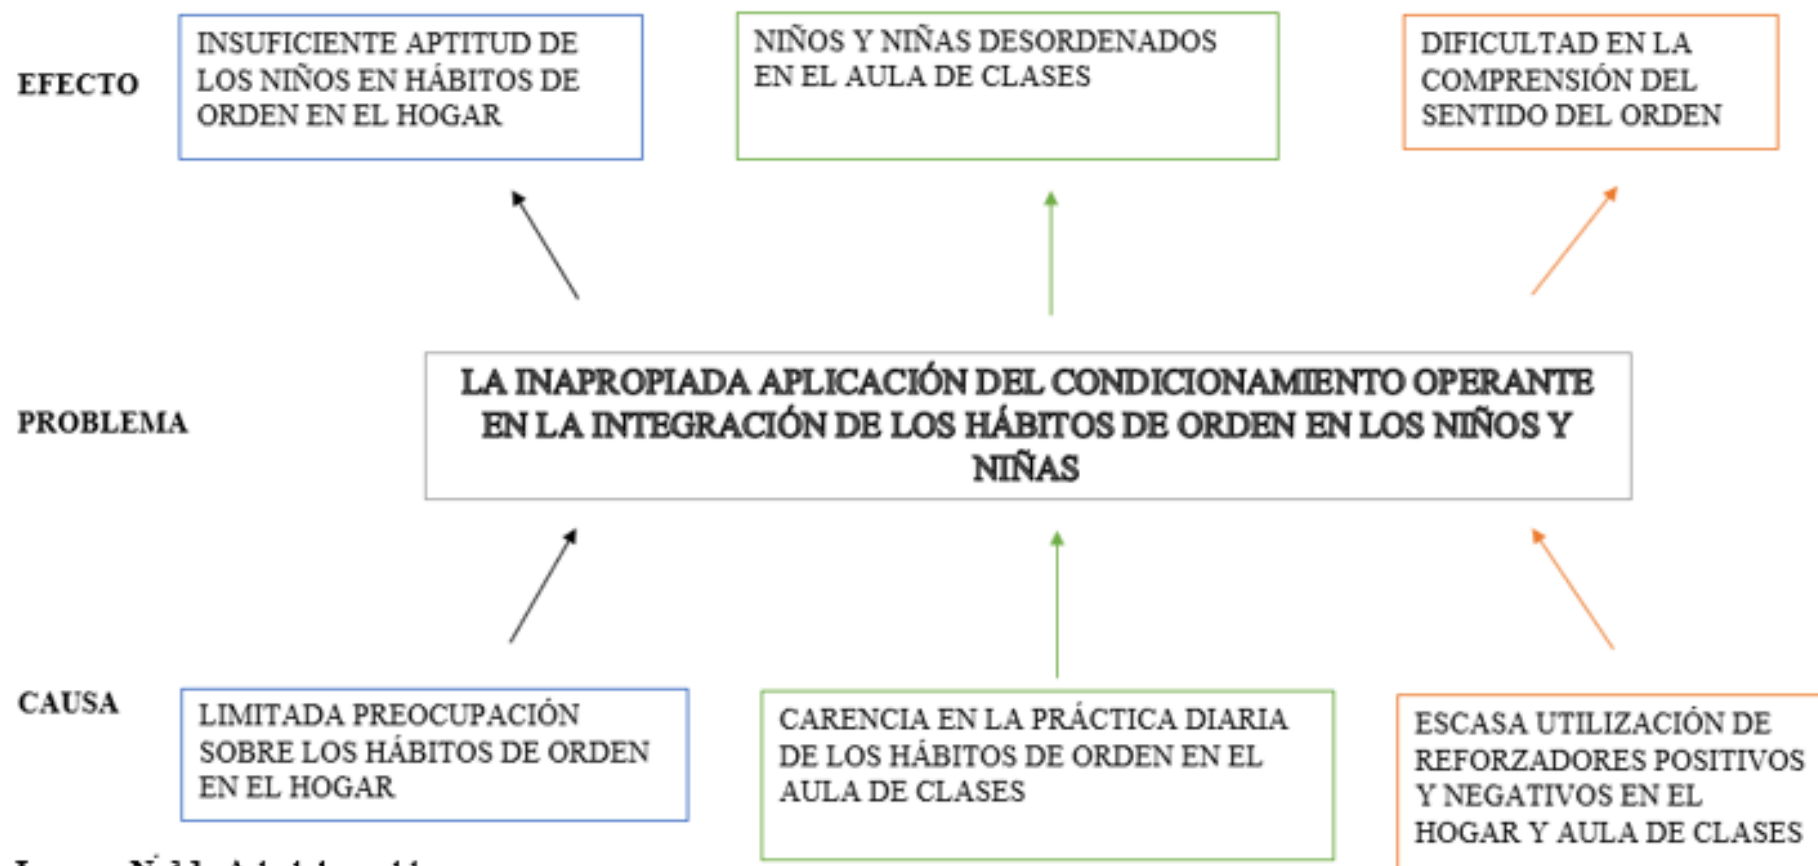 EFECTO
INSUFICIENTE APTITUD DE
LOS NIÑOS EN HÁBITOS DE
ORDEN EN EL HOGAR
NIÑOS Y NIÑAS DESORDENADOS
EN EL AULA DE CLASES
DIFICULTAD EN LA
COMPRENSIÓN DEL
SENTIDO DEL ORDEN
PROBLEMA
LA INAPROPIADA APLICACIÓN DEL CONDICIONAMIENTO OPERANTE
EN LA INTEGRACIÓN DE LOS HÁBITOS DE ORDEN EN LOS NIÑOS Y
NIÑAS
CAUSA
LIMITADA PREOCUPACIÓN
SOBRE LOS HÁBITOS DE ORDEN
EN EL HOGAR
CARENCIA EN LA PRÁCTICA DIARIA
DE LOS HÁBITOS DE ORDEN EN EL
AULA DE CLASES
ESCASA UTILIZACIÓN DE
REFORZADORES POSITIVOS
Y NEGATIVOS EN EL
HOGAR Y AULA DE CLASES